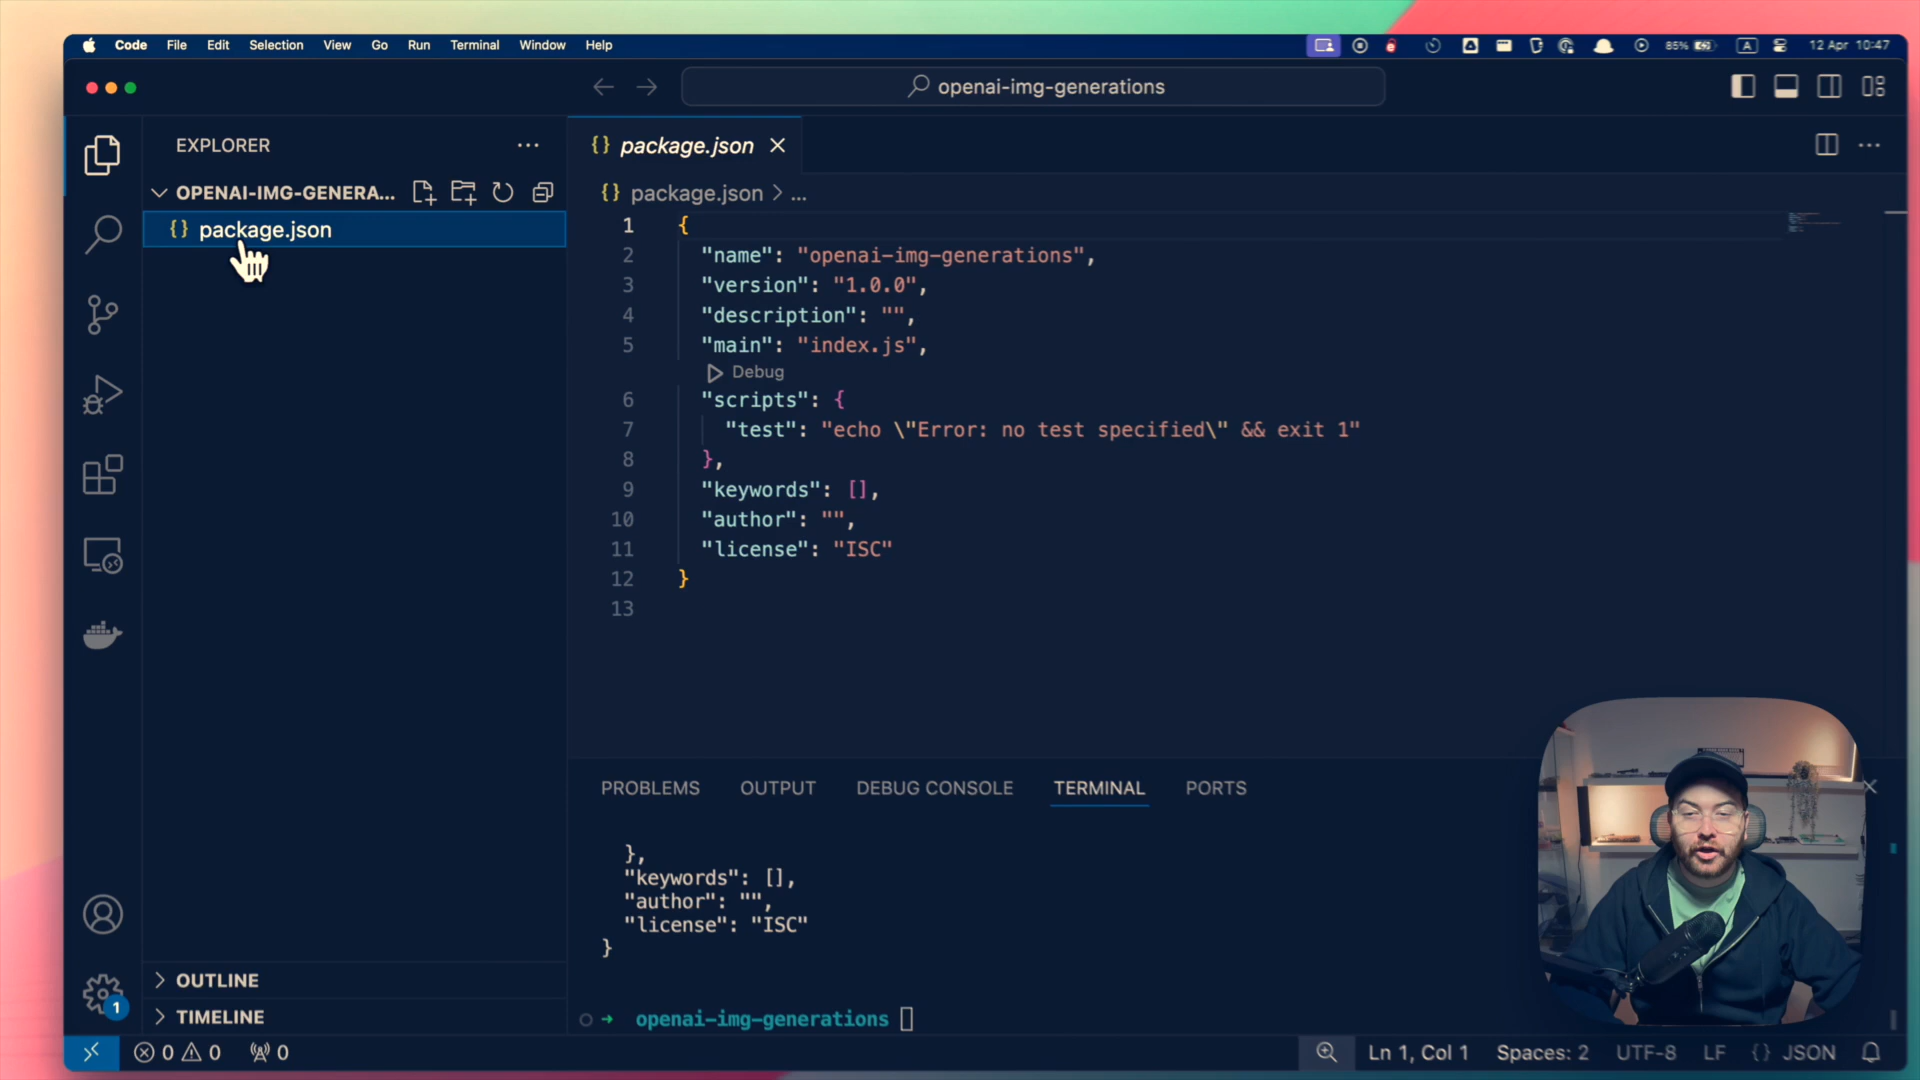 Code File Edit Selection View Go Run Terminal Window Help 85% A 12 Apr 10:47
openai-img-generations
EXPLORER
OPENAI-IMG-GENERA...
{} package.json
{} package.json
{} package.json > ...
1 {
2 "name": "openai-img-generations",
3 "version": "1.0.0",
4 "description": "",
5 "main": "index.js",
Debug
6 "scripts": {
7 "test": "echo \"Error: no test specified\" && exit 1"
8 },
9 "keywords": [],
10 "author": "",
11 "license": "ISC"
12 }
13
PROBLEMS OUTPUT DEBUG CONSOLE TERMINAL PORTS
},
"keywords": [],
"author": "",
"license": "ISC"
}
→ openai-img-generations
OUTLINE
TIMELINE
1
0 0 0 Ln 1, Col 1 Spaces: 2 UTF-8 LF {} JSON